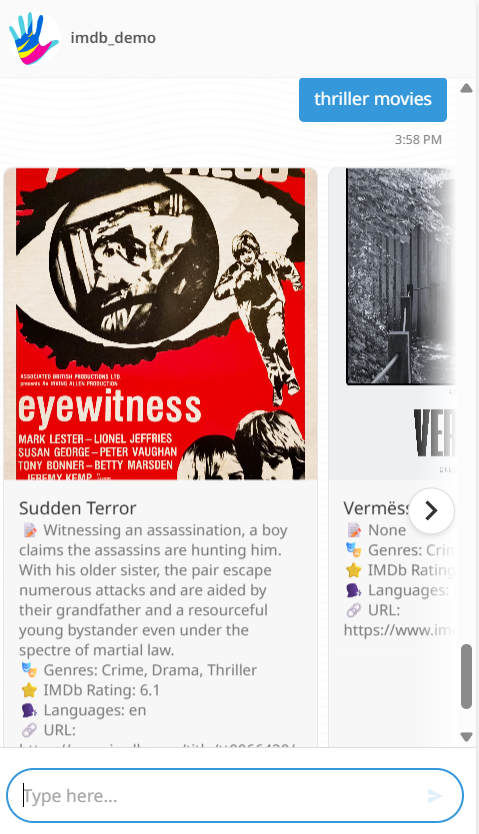 imdb_demo
thriller movies
3:58 PM
ASSOCIATED BRITISH PRODUCTIONS LTD.
presents An IRVING ALLEN PRODUCTION
eyewitness
MARK LESTER–LIONEL JEFFRIES
SUSAN GEORGE–PETER VAUGHAN
TONY BONNER–BETTY MARSDEN
JEREMY KEMP
Sudden Terror
📝 Witnessing an assassination, a boy
claims the assassins are hunting him.
With his older sister, the pair escape
numerous attacks and are aided by
their grandfather and a resourceful
young bystander even under the
spectre of martial law.
🎭 Genres: Crime, Drama, Thriller
⭐ IMDb Rating: 6.1
🗣 Languages: en
🔗 URL:
VER
Vermëss
📝 None
🎭 Genres: Crim
⭐ IMDb Rating
🗣 Languages:
🔗 URL:
https://www.im
Type here...